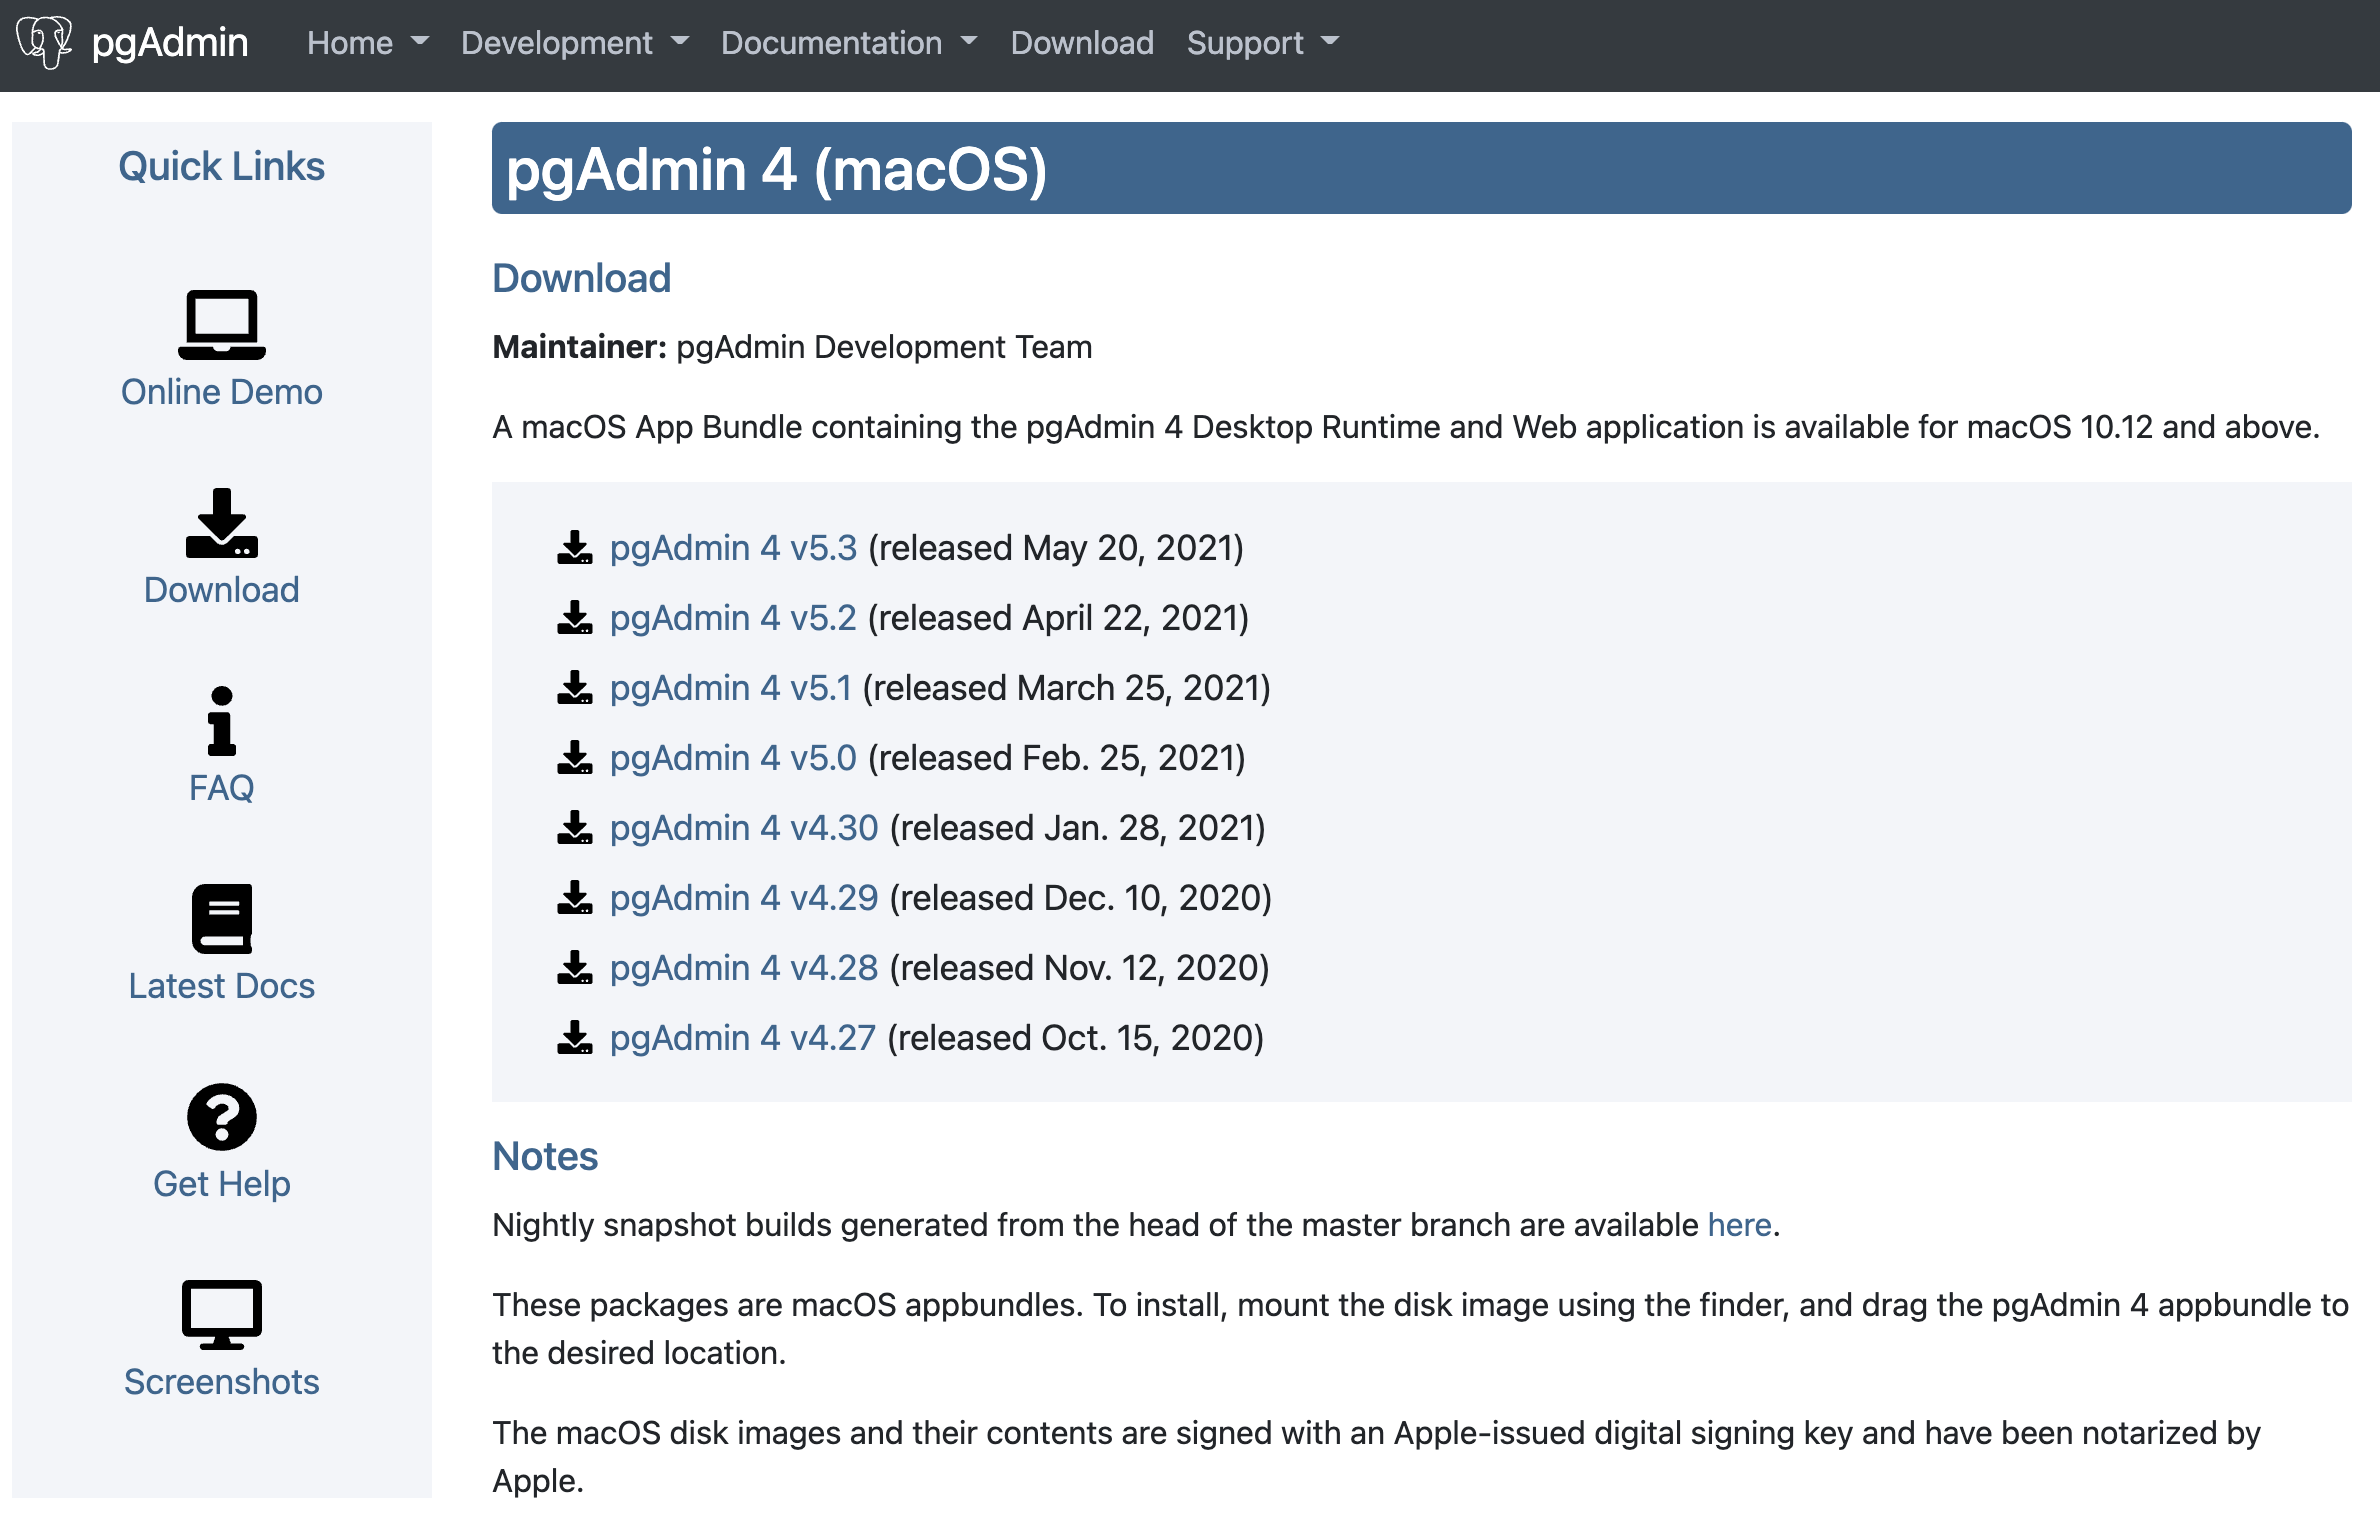 pgAdmin Home Development Documentation Download Support
Quick Links
Online Demo
Download
FAQ
Latest Docs
Get Help
Screenshots
pgAdmin 4 (macOS)
Download
Maintainer: pgAdmin Development Team
A macOS App Bundle containing the pgAdmin 4 Desktop Runtime and Web application is available for macOS 10.12 and above.
pgAdmin 4 v5.3 (released May 20, 2021)
pgAdmin 4 v5.2 (released April 22, 2021)
pgAdmin 4 v5.1 (released March 25, 2021)
pgAdmin 4 v5.0 (released Feb. 25, 2021)
pgAdmin 4 v4.30 (released Jan. 28, 2021)
pgAdmin 4 v4.29 (released Dec. 10, 2020)
pgAdmin 4 v4.28 (released Nov. 12, 2020)
pgAdmin 4 v4.27 (released Oct. 15, 2020)
Notes
Nightly snapshot builds generated from the head of the master branch are available here.
These packages are macOS appbundles. To install, mount the disk image using the finder, and drag the pgAdmin 4 appbundle to
the desired location.
The macOS disk images and their contents are signed with an Apple-issued digital signing key and have been notarized by
Apple.